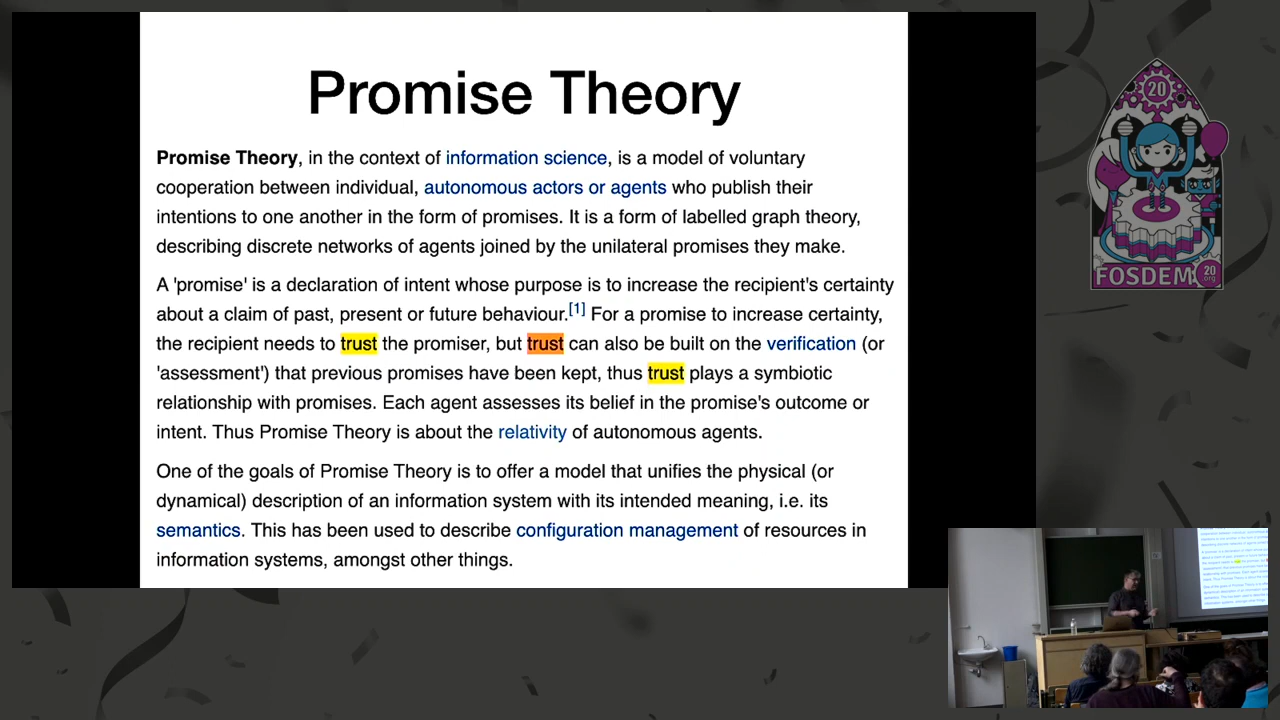 Promise Theory
Promise Theory, in the context of information science, is a model of voluntary
cooperation between individual, autonomous actors or agents who publish their
intentions to one another in the form of promises. It is a form of labelled graph theory,
describing discrete networks of agents joined by the unilateral promises they make.
A 'promise' is a declaration of intent whose purpose is to increase the recipient's certainty
about a claim of past, present or future behaviour.[1] For a promise to increase certainty,
the recipient needs to trust the promiser, but trust can also be built on the verification (or
'assessment') that previous promises have been kept, thus trust plays a symbiotic
relationship with promises. Each agent assesses its belief in the promise's outcome or
intent. Thus Promise Theory is about the relativity of autonomous agents.
One of the goals of Promise Theory is to offer a model that unifies the physical (or
dynamical) description of an information system with its intended meaning, i.e. its
semantics. This has been used to describe configuration management of resources in
information systems, amongst other things.
20
FOSDEM 20
.org